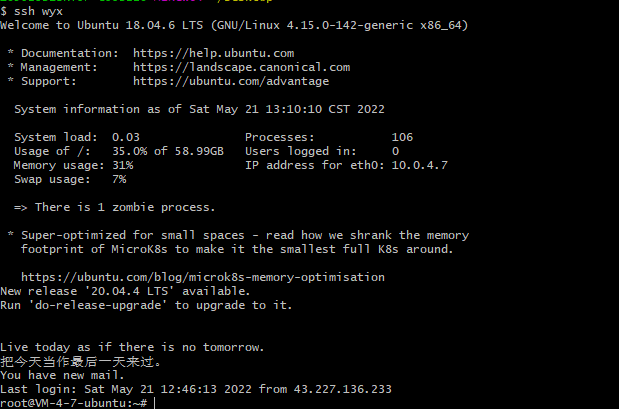 $ ssh wyx
Welcome to Ubuntu 18.04.6 LTS (GNU/Linux 4.15.0-142-generic x86_64)
* Documentation: https://help.ubuntu.com
* Management: https://landscape.canonical.com
* Support: https://ubuntu.com/advantage
System information as of Sat May 21 13:10:10 CST 2022
System load: 0.03 Processes: 106
Usage of /: 35.0% of 58.99GB Users logged in: 0
Memory usage: 31% IP address for eth0: 10.0.4.7
Swap usage: 7%
=> There is 1 zombie process.
* Super-optimized for small spaces - read how we shrank the memory
footprint of MicroK8s to make it the smallest full K8s around.
https://ubuntu.com/blog/microk8s-memory-optimisation
New release '20.04.4 LTS' available.
Run 'do-release-upgrade' to upgrade to it.
Live today as if there is no tomorrow.
把今天当作最后一天来过。
You have new mail.
Last login: Sat May 21 12:46:13 2022 from 43.227.136.233
root@VM-4-7-ubuntu:~#